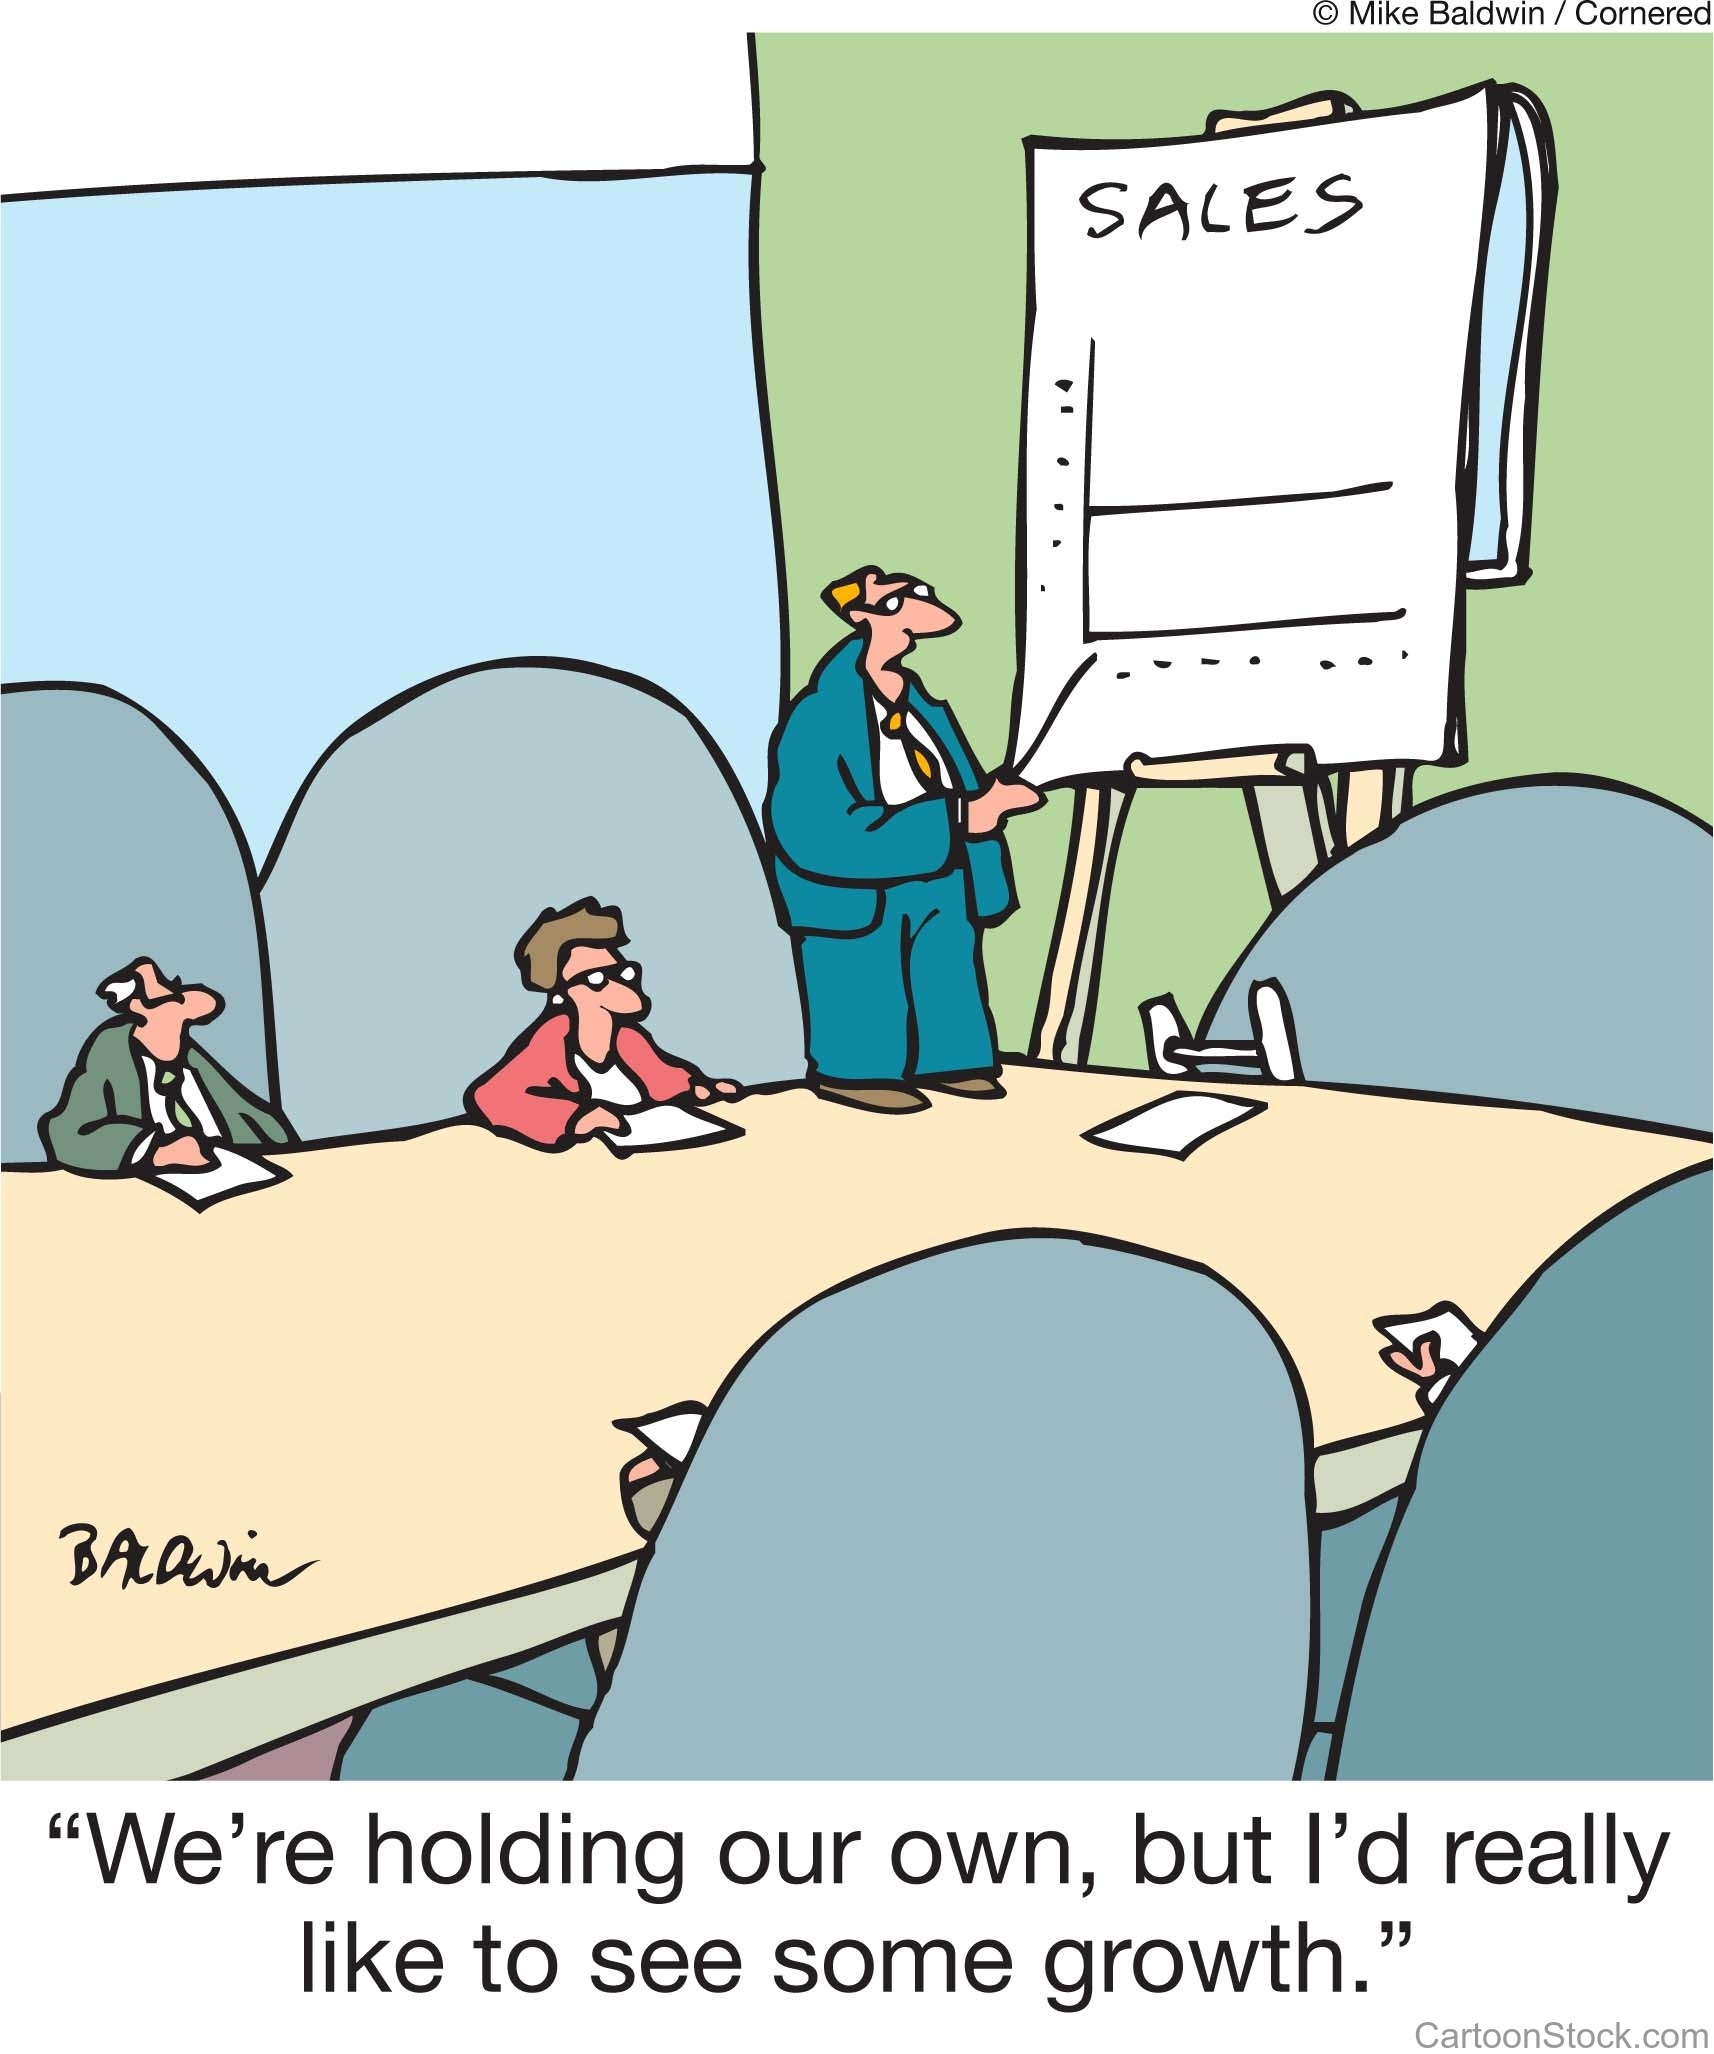 © Mike Baldwin / Cornered
SALES
BALDWin
“We’re holding our own, but I’d really
like to see some growth.”
CartoonStock.com